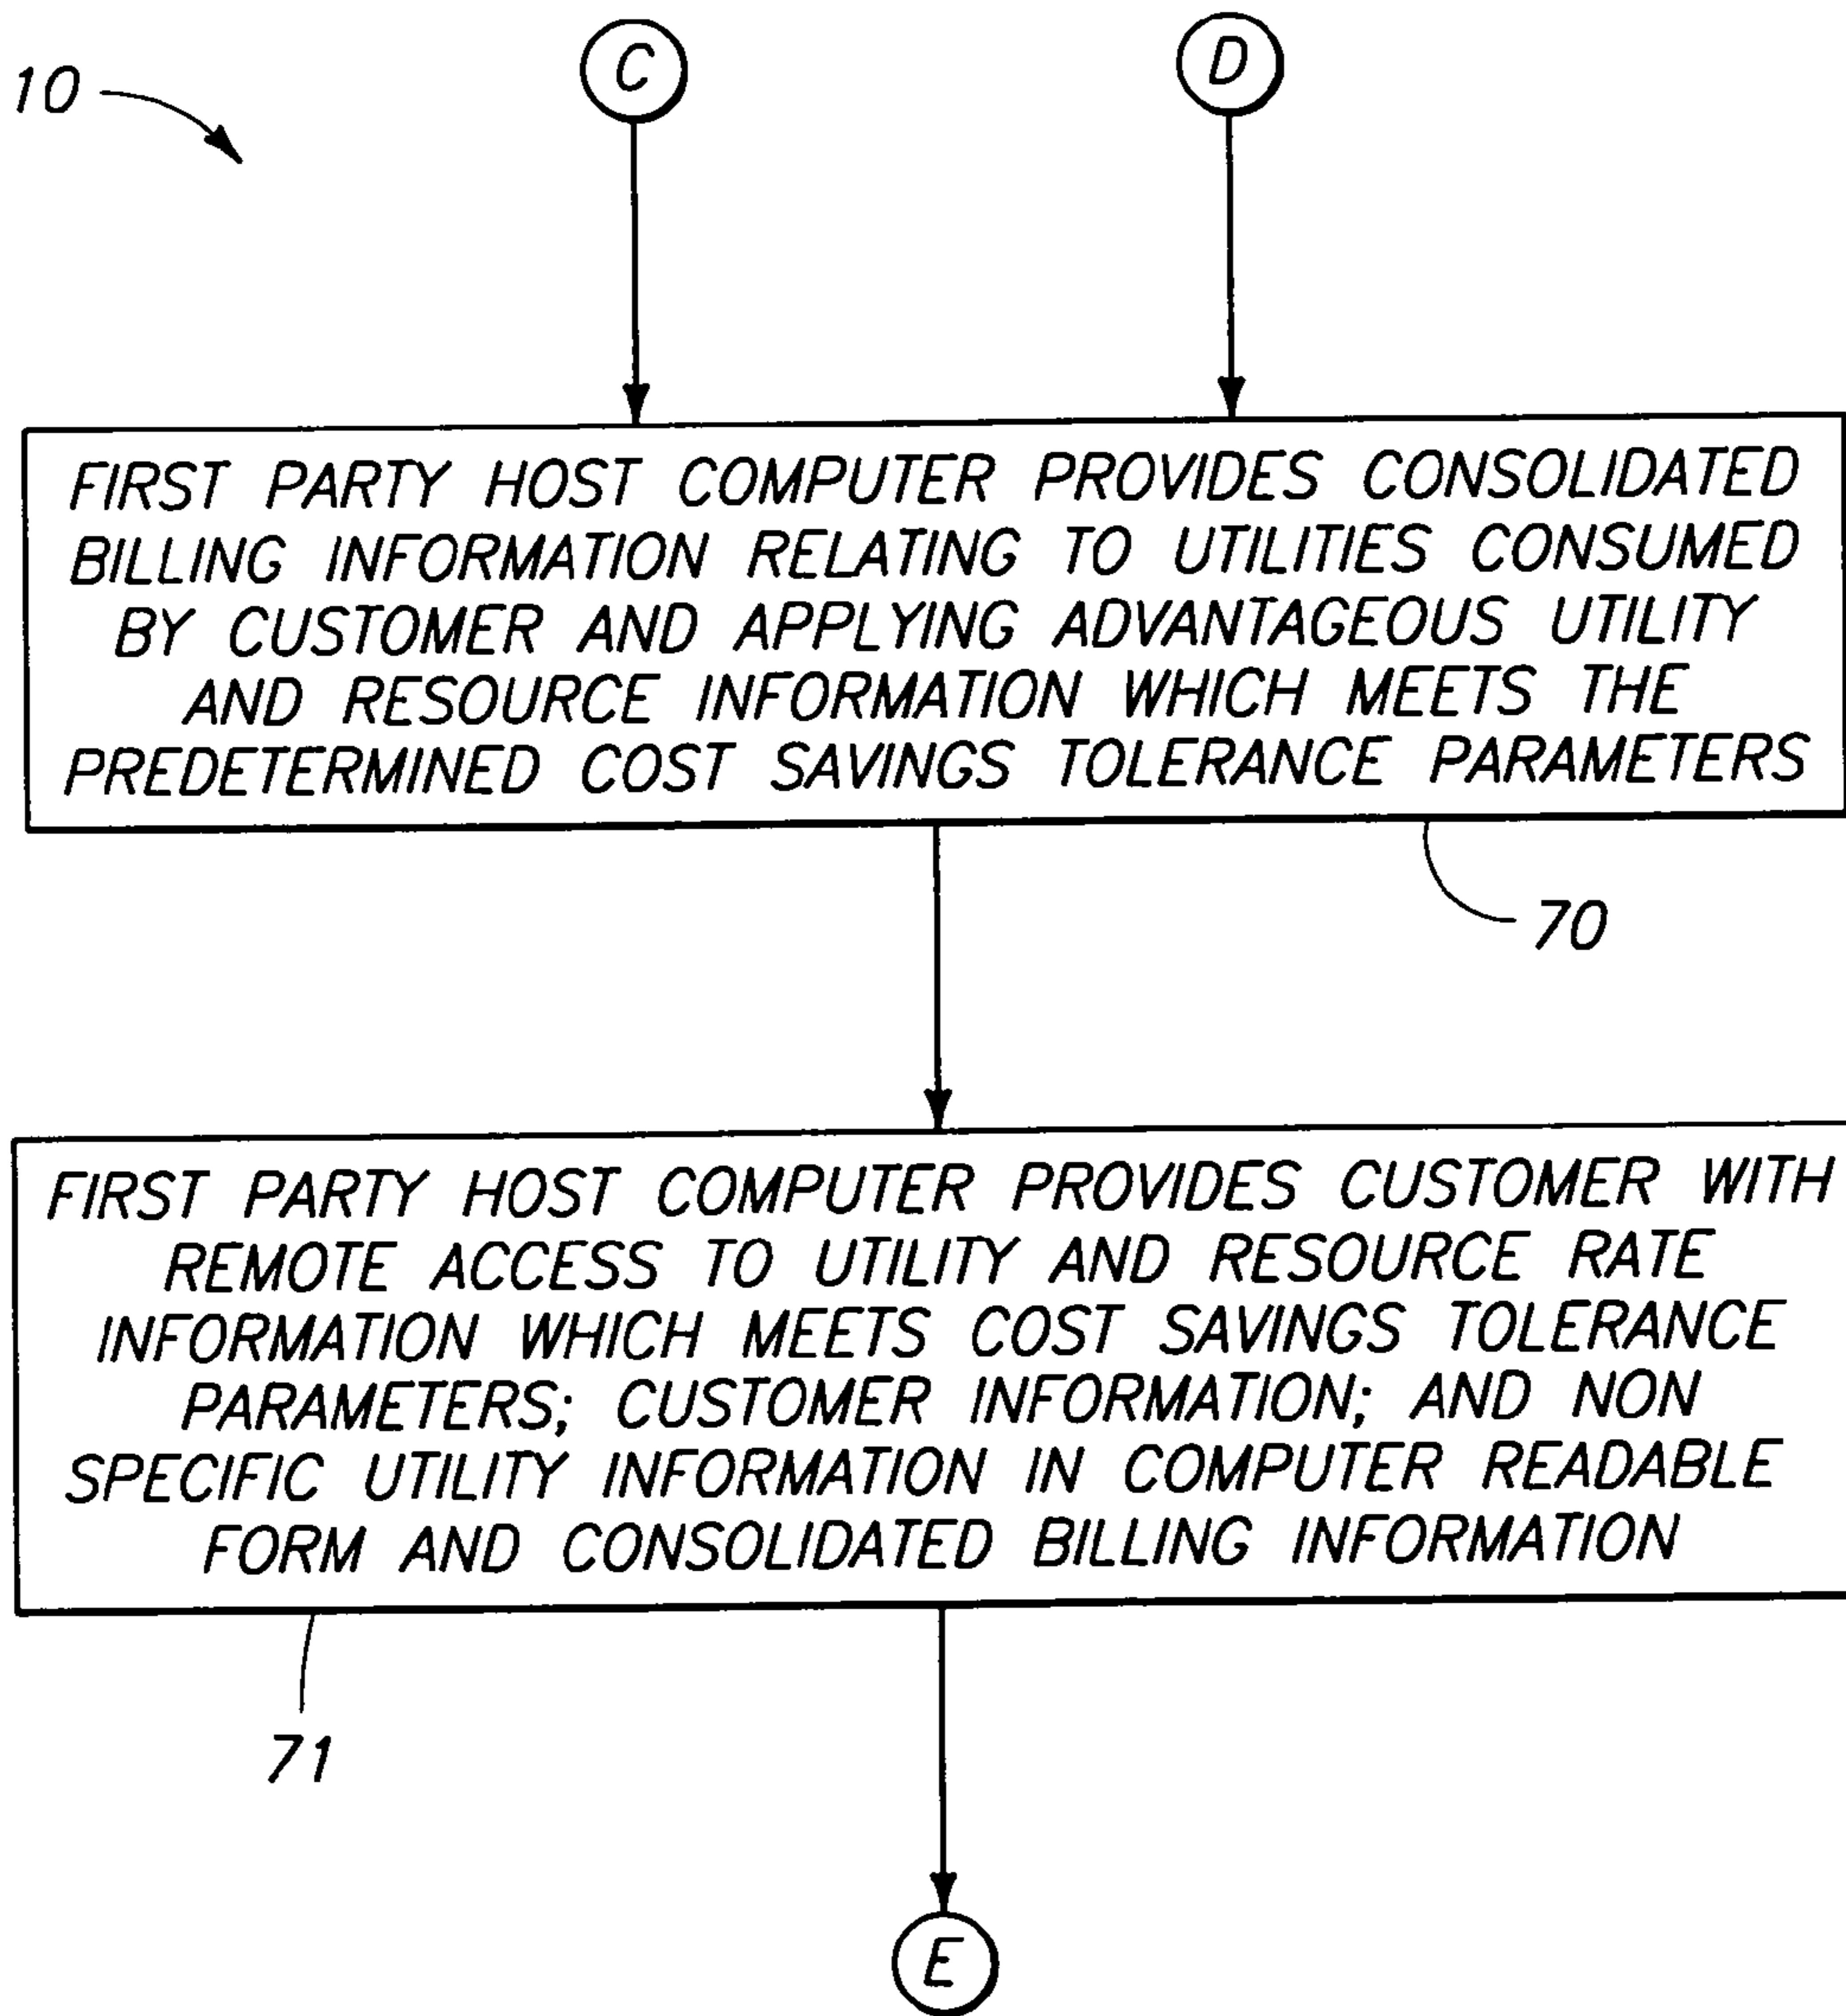 10
C
D
FIRST PARTY HOST COMPUTER PROVIDES CONSOLIDATED
BILLING INFORMATION RELATING TO UTILITIES CONSUMED
BY CUSTOMER AND APPLYING ADVANTAGEOUS UTILITY
AND RESOURCE INFORMATION WHICH MEETS THE
PREDETERMINED COST SAVINGS TOLERANCE PARAMETERS
70
FIRST PARTY HOST COMPUTER PROVIDES CUSTOMER WITH
REMOTE ACCESS TO UTILITY AND RESOURCE RATE
INFORMATION WHICH MEETS COST SAVINGS TOLERANCE
PARAMETERS; CUSTOMER INFORMATION; AND NON
SPECIFIC UTILITY INFORMATION IN COMPUTER READABLE
FORM AND CONSOLIDATED BILLING INFORMATION
71
E